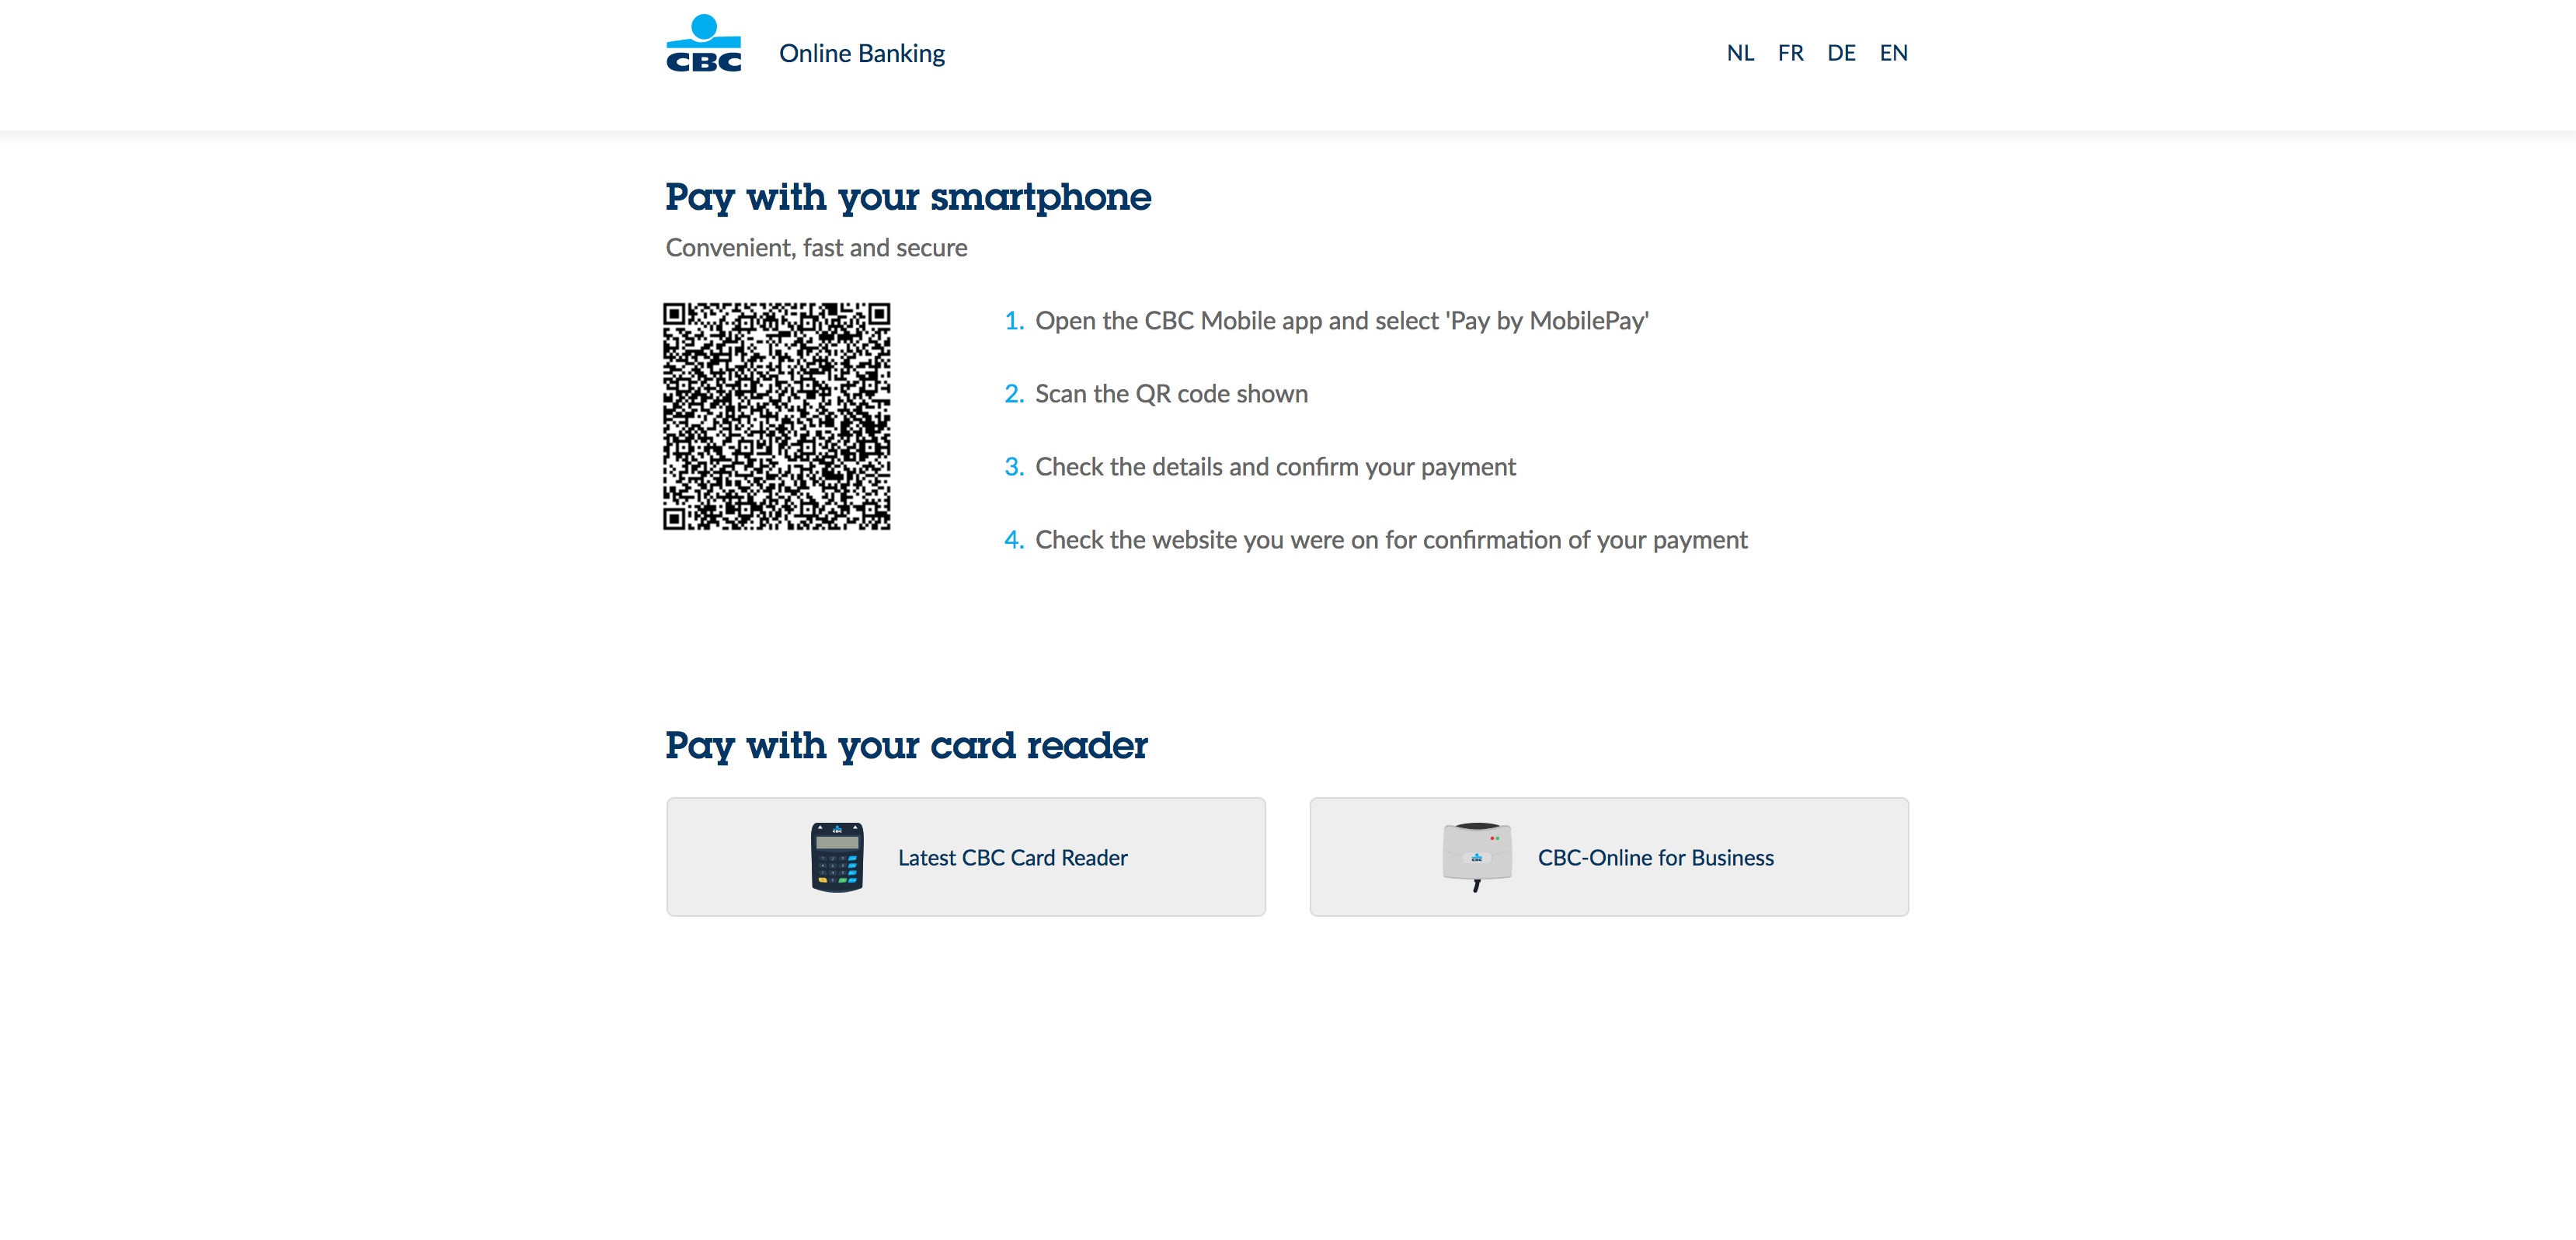 CBC
Online Banking
NL FR DE EN
Pay with your smartphone
Convenient, fast and secure
1. Open the CBC Mobile app and select 'Pay by MobilePay'
2. Scan the QR code shown
3. Check the details and confirm your payment
4. Check the website you were on for confirmation of your payment
Pay with your card reader
Latest CBC Card Reader
CBC-Online for Business